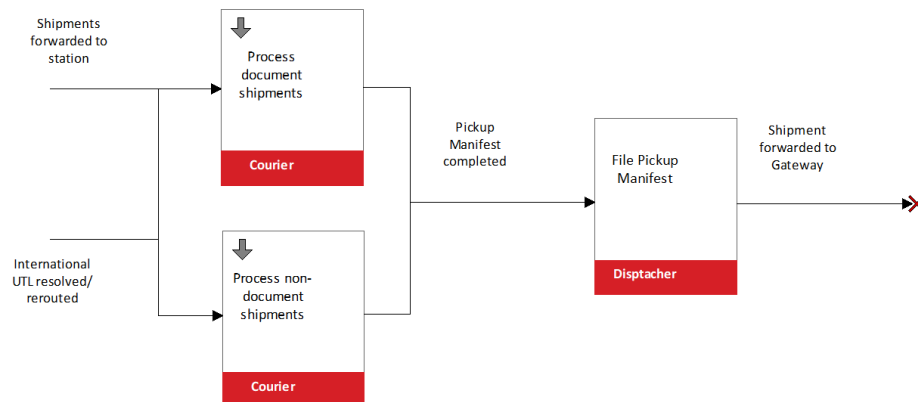 Shipments
forwarded to
station
Process
document
shipments
Courier
Pickup
Manifest
completed
File Pickup
Manifest
Disptacher
Shipment
forwarded to
Gateway
International
UTL resolved/
rerouted
Process non-
document
shipments
Courier